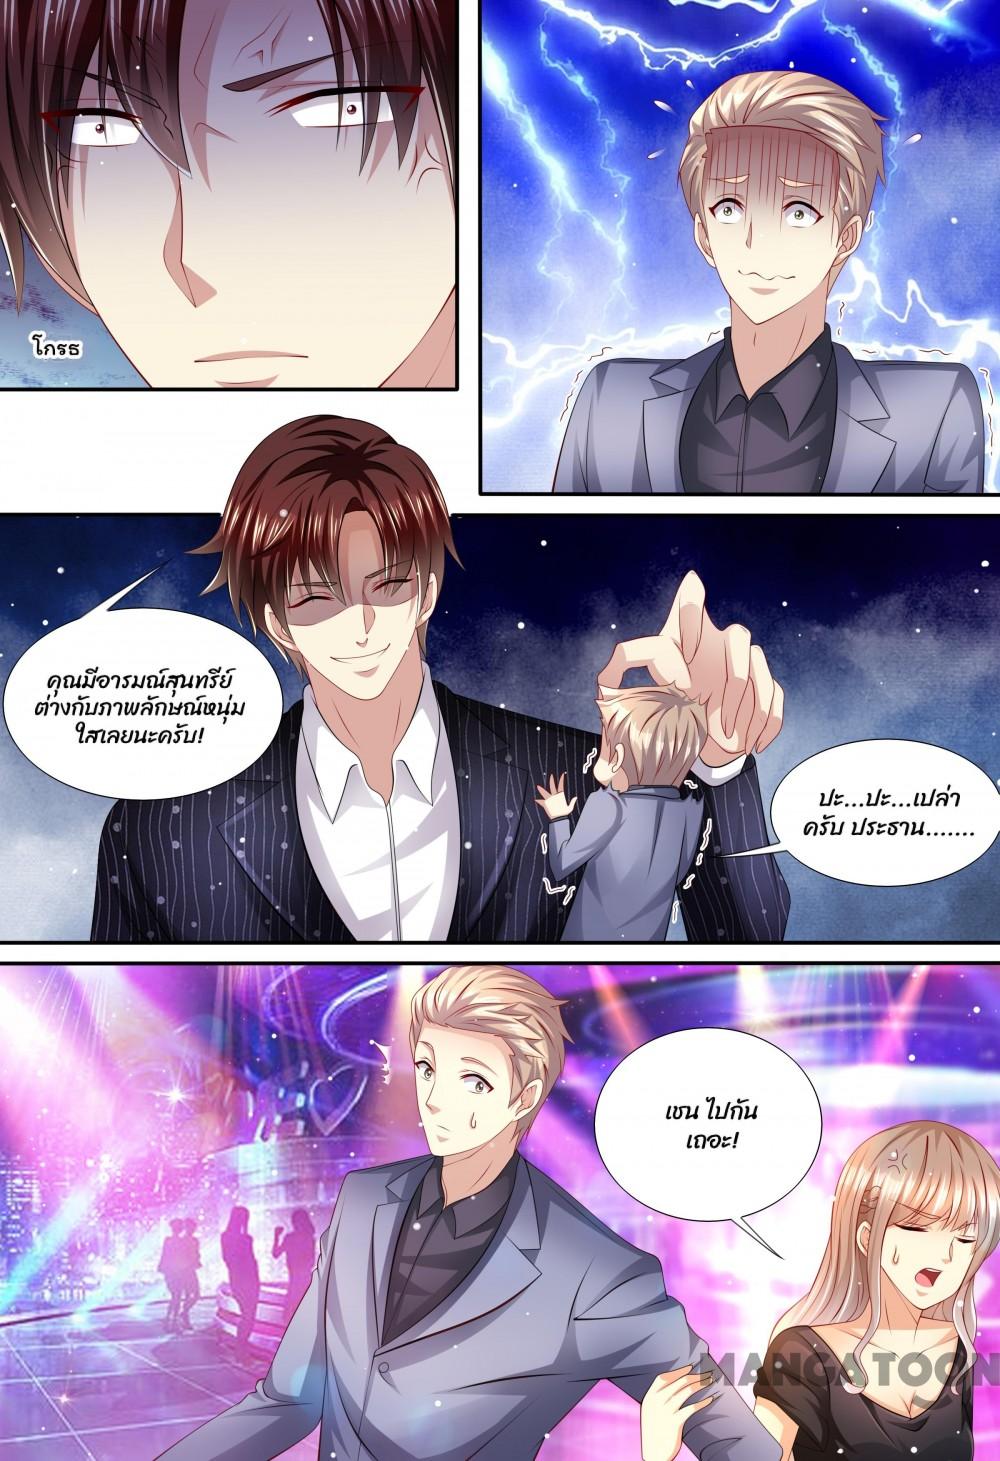 โกรธ
คุณมีอารมณ์สุนทรีย์
ต่างกับภาพลักษณ์หนุ่ม
ใสเลยนะครับ!
ปะ...ปะ...เปล่า
ครับ ประธาน.......
เชน ไปกัน
เถอะ!
MANGATOON